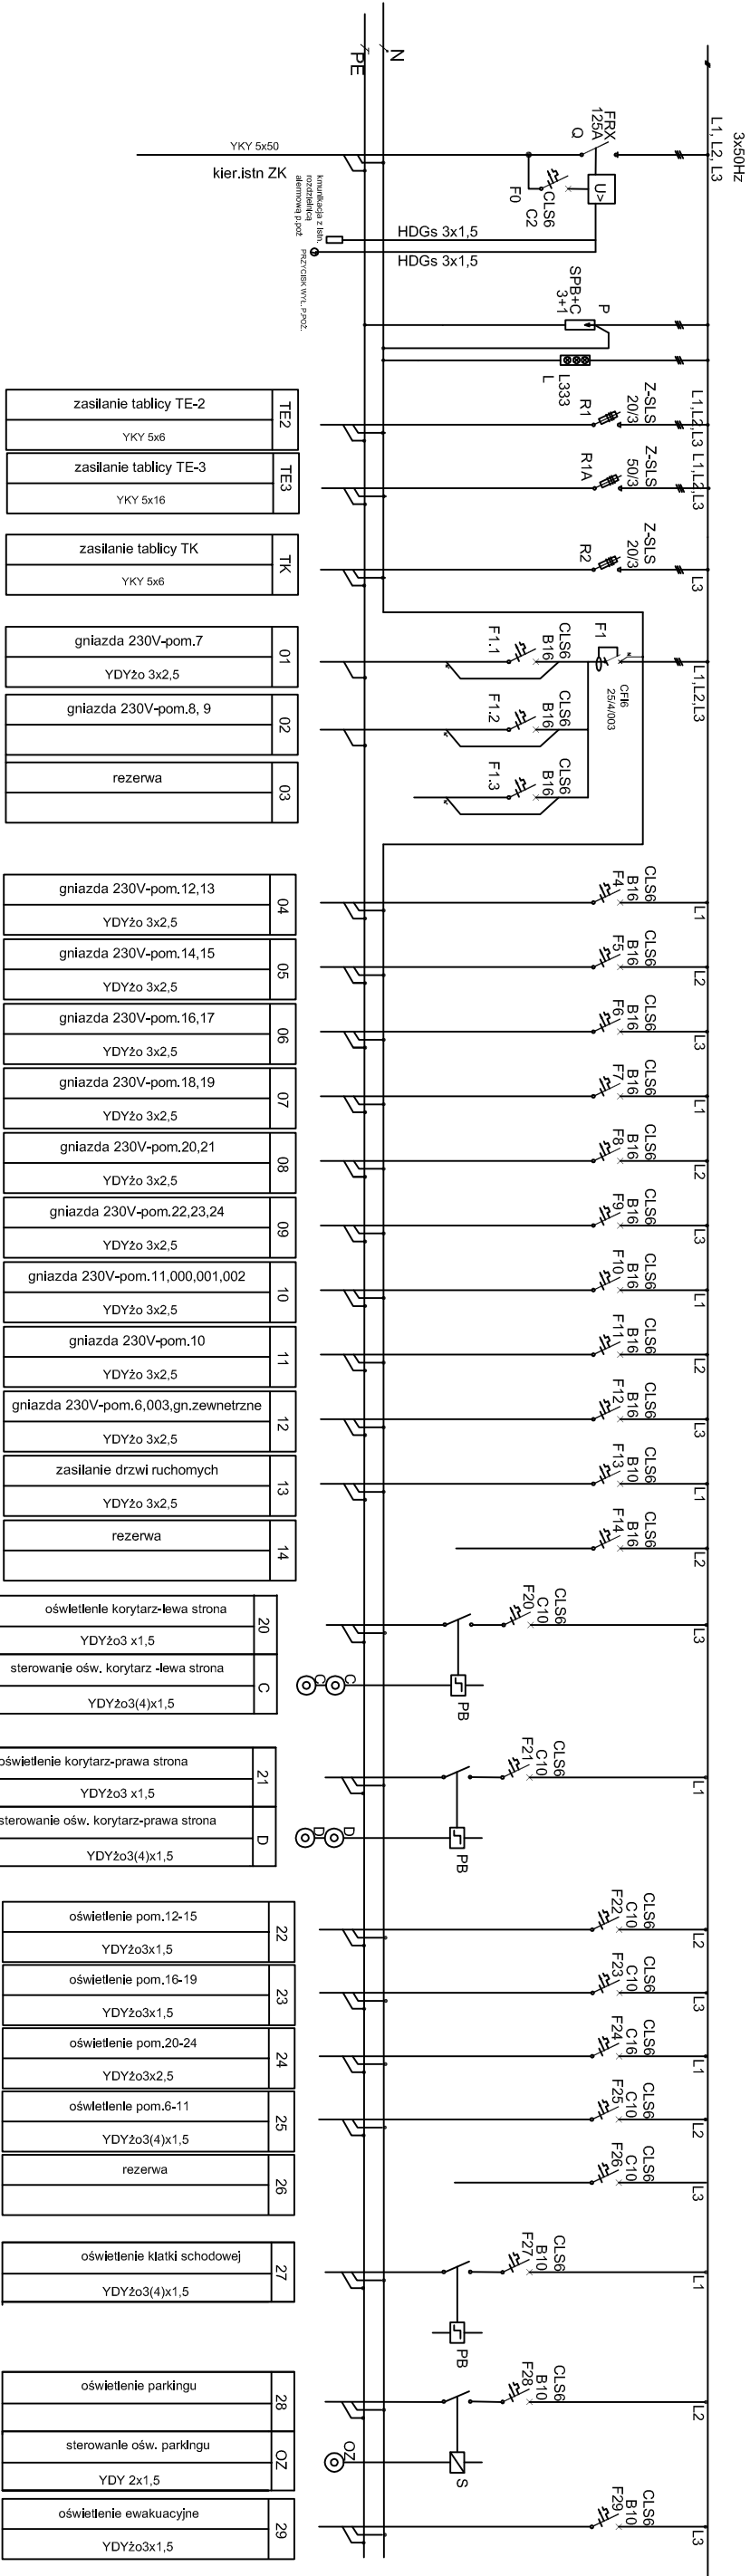 3x50Hz
L1, L2, L3
N
PE
YKY 5x50
kier.istn ZK
FRX
125A
Q
U>
CLS6
C2
F0
HDGs 3x1,5
HDGs 3x1,5
kmunikacja z istn.
rozdzielnicą
alermową p.poż
PRZYCISK WYŁ. P.POŻ.
SPB+C
3+1
P
L333
L
L1,L2,L3
Z-SLS
20/3
R1
TE2
zasilanie tablicy TE-2
YKY 5x6
L1,L2,L3
Z-SLS
50/3
R1A
TE3
zasilanie tablicy TE-3
YKY 5x16
L3
Z-SLS
20/3
R2
TK
zasilanie tablicy TK
YKY 5x6
L1,L2,L3
F1
CFI6
25/4/003
CLS6
B16
F1.1
01
gniazda 230V-pom.7
YDYżo 3x2,5
CLS6
B16
F1.2
02
gniazda 230V-pom.8, 9
CLS6
B16
F1.3
03
rezerwa
L1
CLS6
B16
F4
04
gniazda 230V-pom.12,13
YDYżo 3x2,5
L2
CLS6
B16
F5
05
gniazda 230V-pom.14,15
YDYżo 3x2,5
L3
CLS6
B16
F6
06
gniazda 230V-pom.16,17
YDYżo 3x2,5
L1
CLS6
B16
F7
07
gniazda 230V-pom.18,19
YDYżo 3x2,5
L2
CLS6
B16
F8
08
gniazda 230V-pom.20,21
YDYżo 3x2,5
L3
CLS6
B16
F9
09
gniazda 230V-pom.22,23,24
YDYżo 3x2,5
L1
CLS6
B16
F10
10
gniazda 230V-pom.11,000,001,002
YDYżo 3x2,5
L2
CLS6
B16
F11
11
gniazda 230V-pom.10
YDYżo 3x2,5
L3
CLS6
B16
F12
12
gniazda 230V-pom.6,003,gn.zewnetrzne
YDYżo 3x2,5
L1
CLS6
B10
F13
13
zasilanie drzwi ruchomych
YDYżo 3x2,5
L2
CLS6
B16
F14
14
rezerwa
L3
CLS6
C10
F20
20
oświetlenie korytarz-lewa strona
YDYżo3 x1,5
PB
C
C
C
sterowanie ośw. korytarz -lewa strona
YDYżo3(4)x1,5
L1
CLS6
C10
F21
21
oświetlenie korytarz-prawa strona
YDYżo3 x1,5
PB
D
D
D
sterowanie ośw. korytarz-prawa strona
YDYżo3(4)x1,5
L2
CLS6
C10
F22
22
oświetlenie pom.12-15
YDYżo3x1,5
L3
CLS6
C10
F23
23
oświetlenie pom.16-19
YDYżo3x1,5
L1
CLS6
C16
F24
24
oświetlenie pom.20-24
YDYżo3x2,5
L2
CLS6
C10
F25
25
oświetlenie pom.6-11
YDYżo3(4)x1,5
L3
CLS6
C10
F26
26
rezerwa
L1
CLS6
B10
F27
27
oświetlenie klatki schodowej
YDYżo3(4)x1,5
PB
L2
CLS6
B10
F28
28
oświetlenie parkingu
S
OZ
OZ
sterowanie ośw. parkingu
YDY 2x1,5
L3
CLS6
B10
F29
29
oświetlenie ewakuacyjne
YDYżo3x1,5